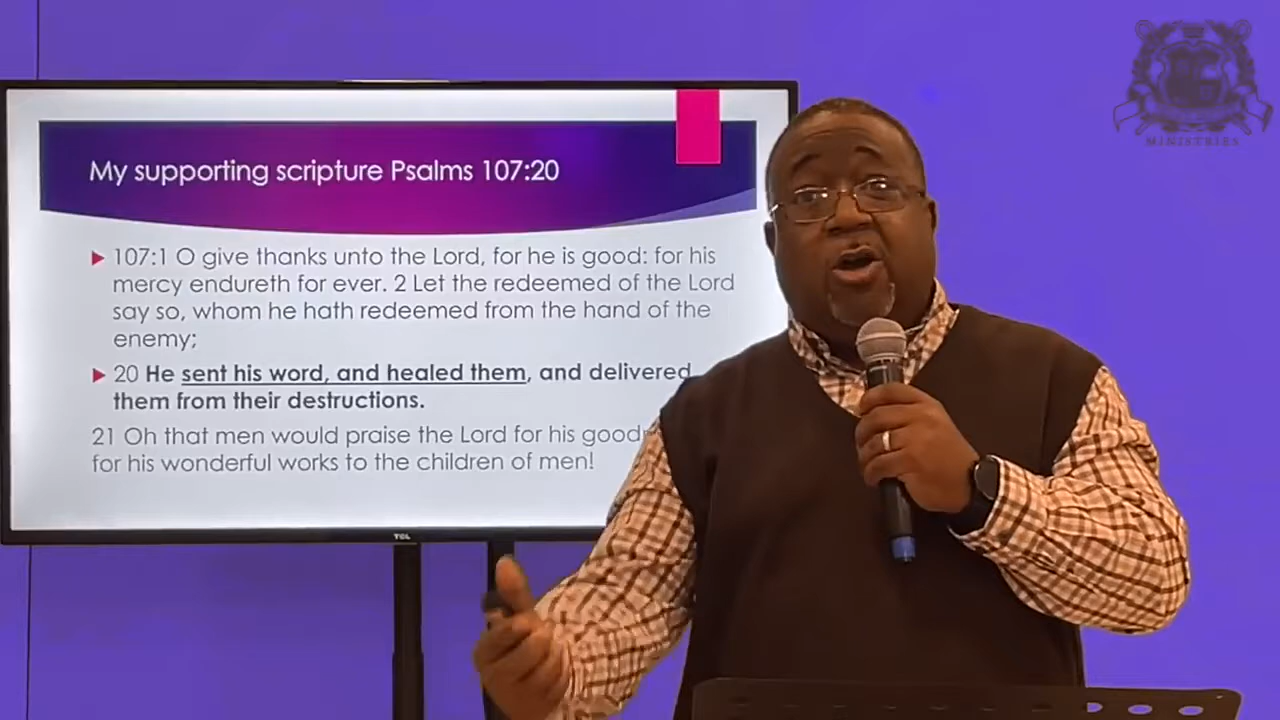 My supporting scripture Psalms 107:20
107:1 O give thanks unto the Lord, for he is good: for his
mercy endureth for ever. 2 Let the redeemed of the Lord
say so, whom he hath redeemed from the hand of the
enemy;
20 He sent his word, and healed them, and delivered
them from their destructions.
21 Oh that men would praise the Lord for his good
for his wonderful works to the children of men!
TCL
MINISTRIES